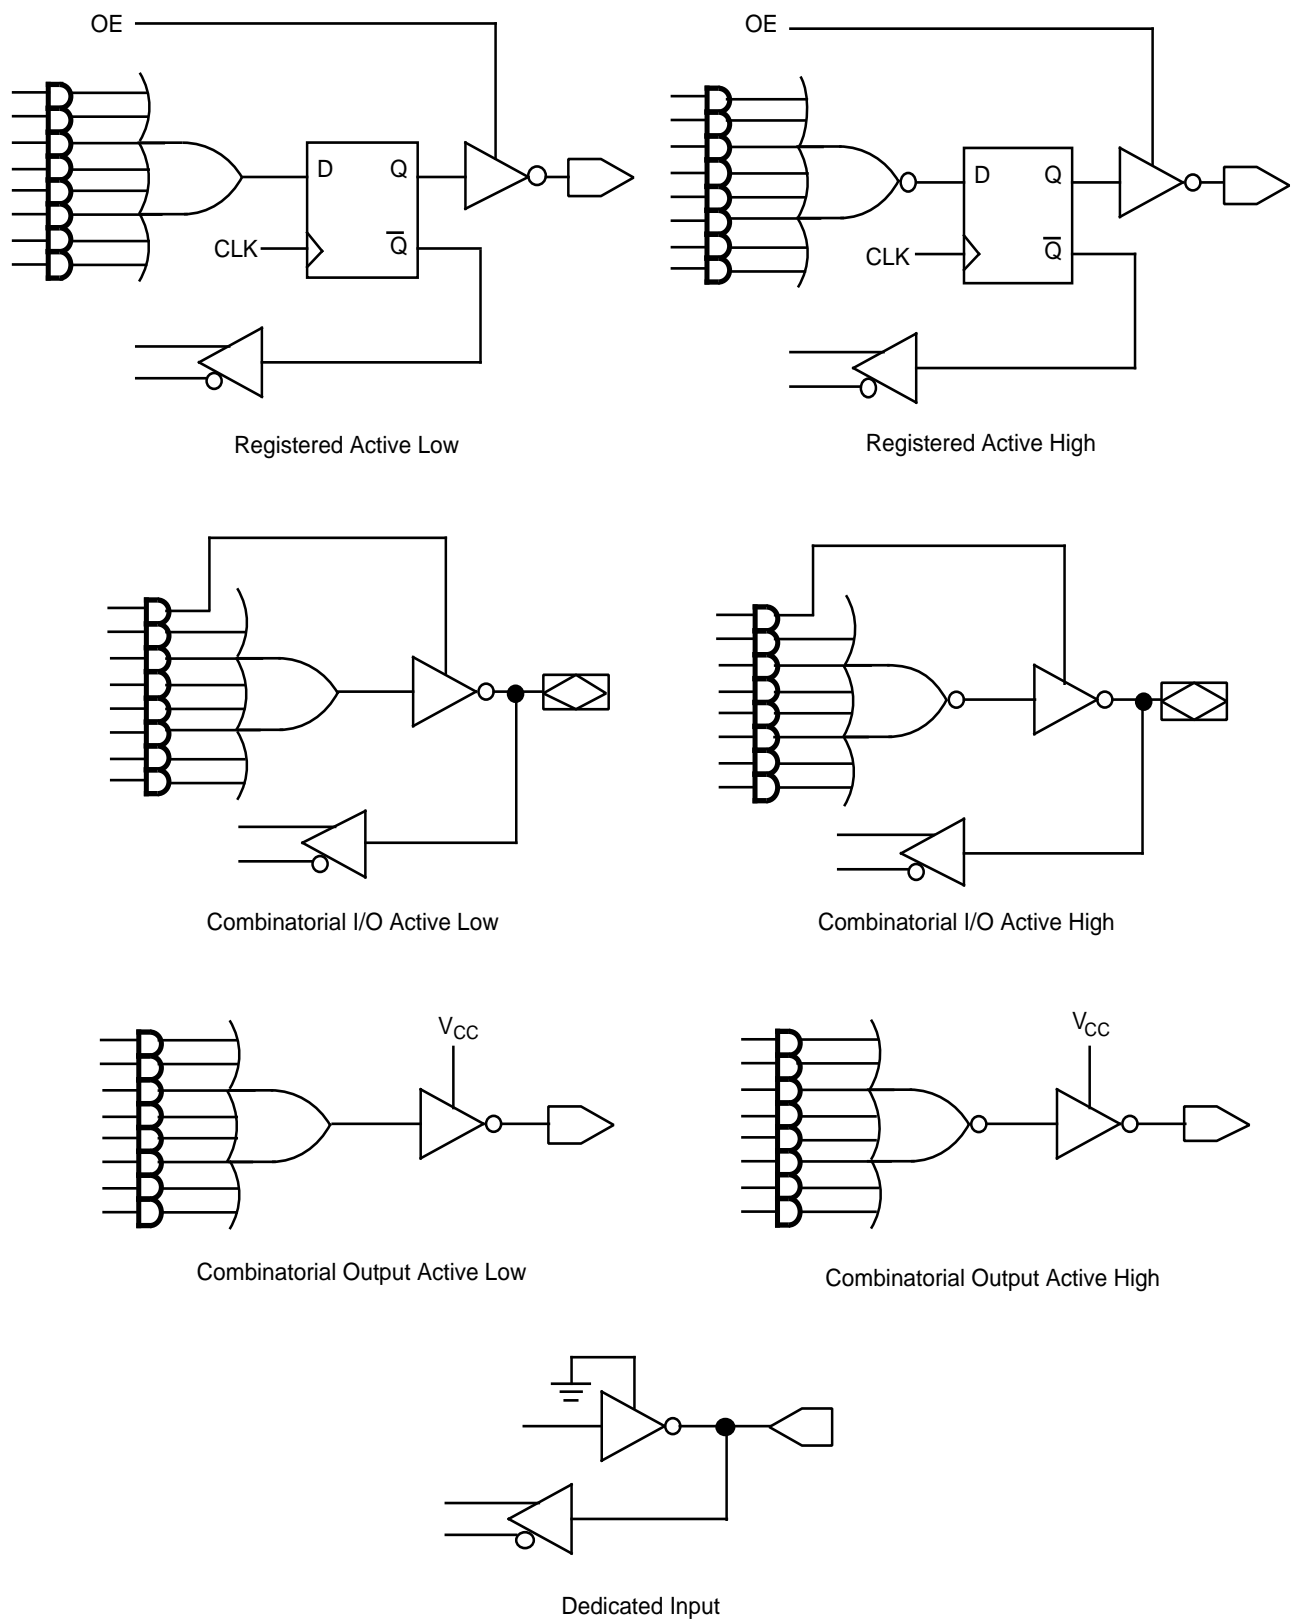 OE
OE
D Q
D Q
CLK Q̅
CLK Q̅
Registered Active Low
Registered Active High
Combinatorial I/O Active Low
Combinatorial I/O Active High
VCC
VCC
Combinatorial Output Active Low
Combinatorial Output Active High
Dedicated Input